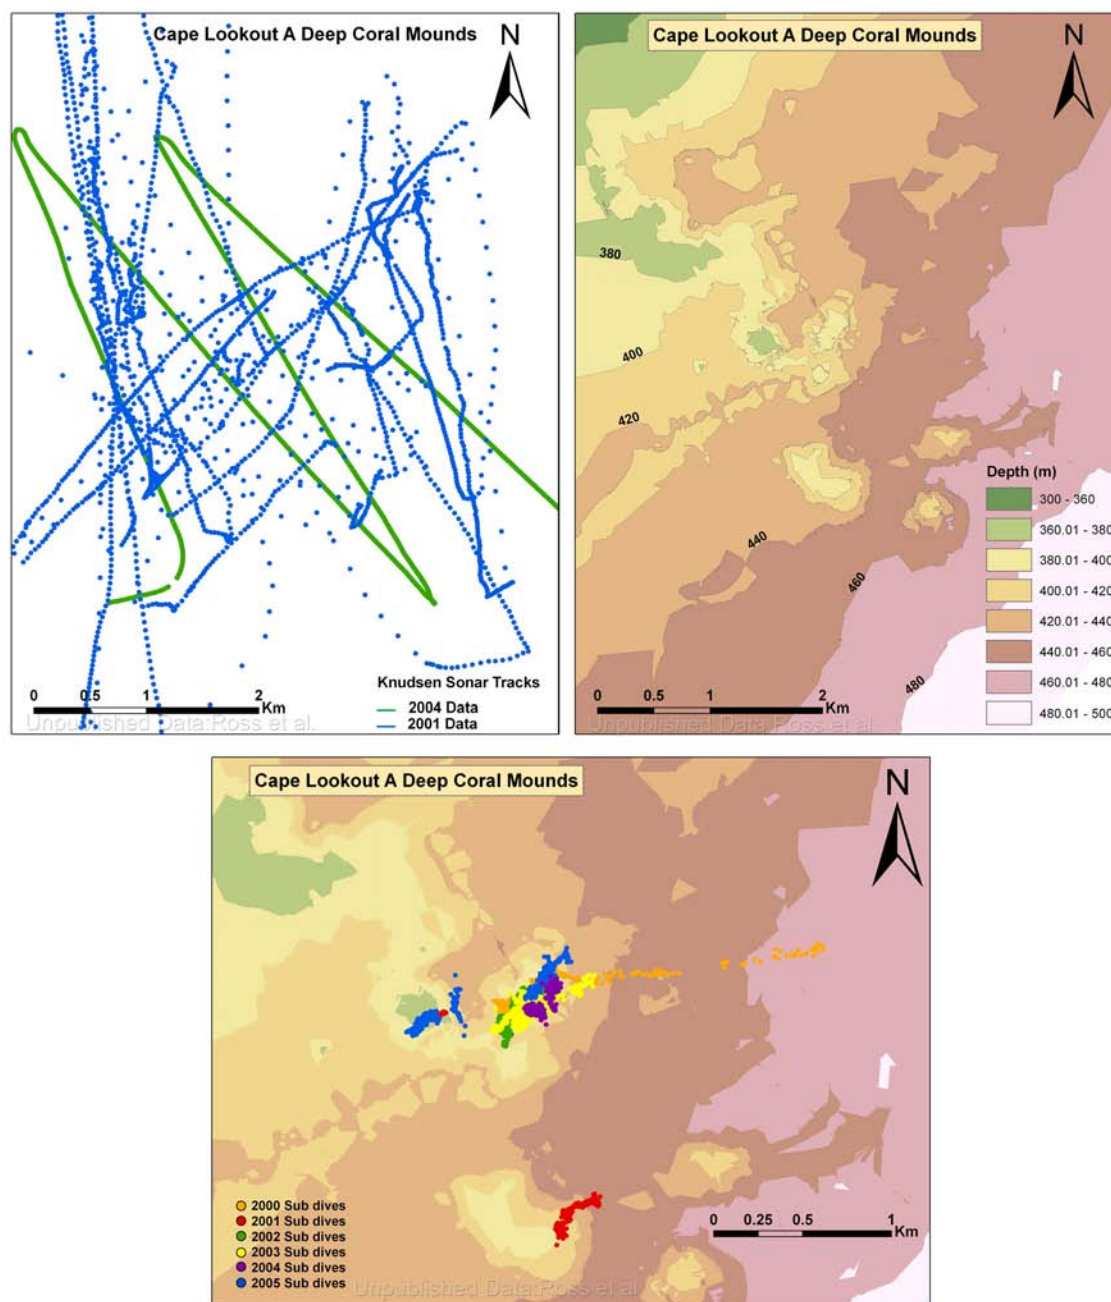 Cape Lookout A Deep Coral Mounds
N
0 0.5 1 2
Km
Knudsen Sonar Tracks
2004 Data
2001 Data
Unpublished Data:Ross et al.
Cape Lookout A Deep Coral Mounds
N
380
400
420
440
460
480
Depth (m)
300 - 360
360.01 - 380
380.01 - 400
400.01 - 420
420.01 - 440
440.01 - 460
460.01 - 480
480.01 - 500
0 0.5 1 2
Km
Unpublished Data:Ross et al.
Cape Lookout A Deep Coral Mounds
N
2000 Sub dives
2001 Sub dives
2002 Sub dives
2003 Sub dives
2004 Sub dives
2005 Sub dives
0 0.25 0.5 1
Km
Unpublished Data:Ross et al